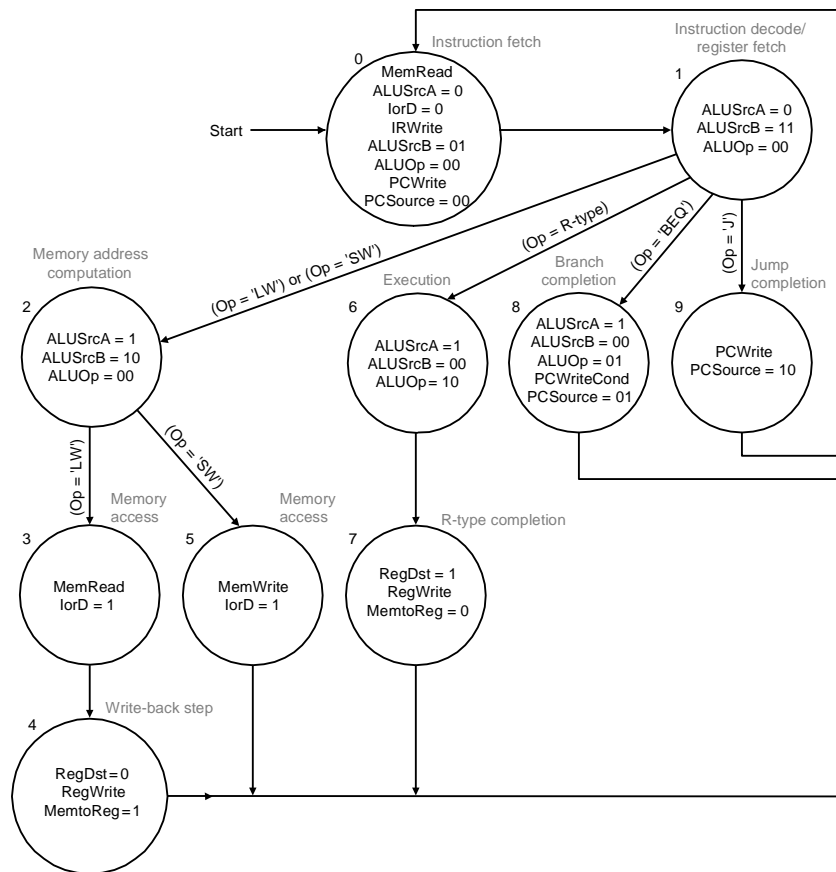 Instruction fetch
0
MemRead
ALUSrcA = 0
IorD = 0
IRWrite
ALUSrcB = 01
ALUOp = 00
PCWrite
PCSource = 00
Start
Instruction decode/
register fetch
1
ALUSrcA = 0
ALUSrcB = 11
ALUOp = 00
(Op = 'LW') or (Op = 'SW')
(Op = R-type)
(Op = 'BEQ')
(Op = 'J')
Memory address
computation
2
ALUSrcA = 1
ALUSrcB = 10
ALUOp = 00
Execution
6
ALUSrcA =1
ALUSrcB = 00
ALUOp= 10
Branch
completion
8
ALUSrcA = 1
ALUSrcB = 00
ALUOp = 01
PCWriteCond
PCSource = 01
Jump
completion
9
PCWrite
PCSource = 10
(Op = 'LW')
(Op = 'SW')
Memory
access
3
MemRead
IorD = 1
Memory
access
5
MemWrite
IorD = 1
R-type completion
7
RegDst = 1
RegWrite
MemtoReg = 0
Write-back step
4
RegDst=0
RegWrite
MemtoReg=1